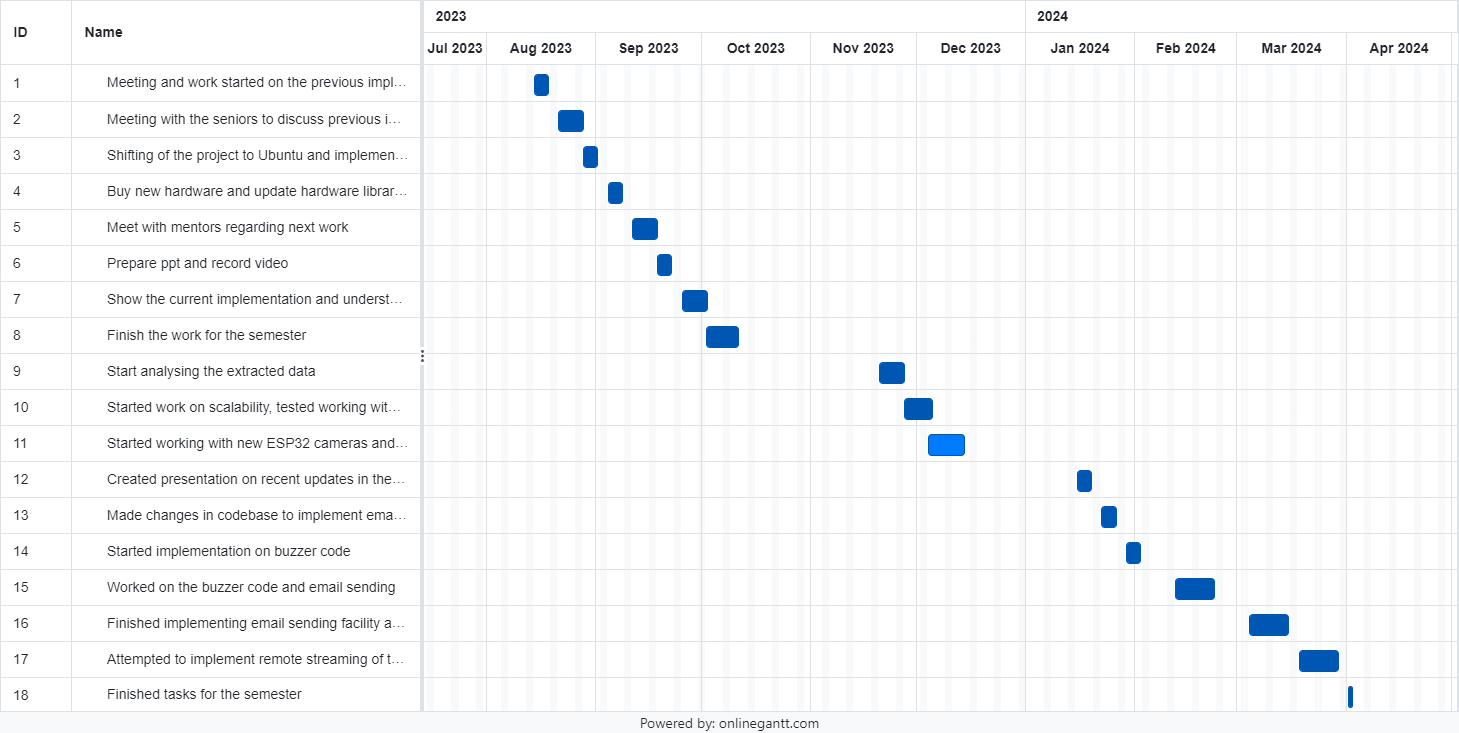 2023 2024
ID Name
Jul 2023 Aug 2023 Sep 2023 Oct 2023 Nov 2023 Dec 2023 Jan 2024 Feb 2024 Mar 2024 Apr 2024
1 Meeting and work started on the previous impl...
2 Meeting with the seniors to discuss previous i...
3 Shifting of the project to Ubuntu and implemen...
4 Buy new hardware and update hardware librar...
5 Meet with mentors regarding next work
6 Prepare ppt and record video
7 Show the current implementation and underst...
8 Finish the work for the semester
9 Start analysing the extracted data
10 Started work on scalability, tested working wit...
11 Started working with new ESP32 cameras and...
12 Created presentation on recent updates in the...
13 Made changes in codebase to implement ema...
14 Started implementation on buzzer code
15 Worked on the buzzer code and email sending
16 Finished implementing email sending facility a...
17 Attempted to implement remote streaming of t...
18 Finished tasks for the semester
Powered by: onlinegantt.com